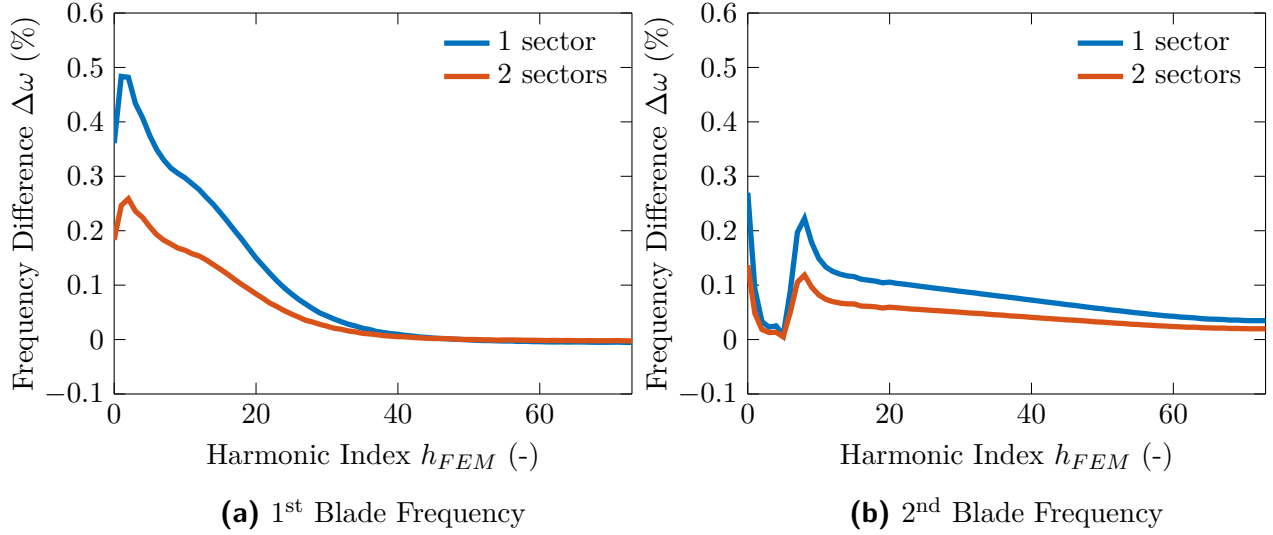 0.6
0.5
0.4
0.3
0.2
0.1
0
−0.1
Frequency Difference Δω (%)
1 sector
2 sectors
0 20 40 60
Harmonic Index h_FEM (-)
(a) 1st Blade Frequency
0.6
0.5
0.4
0.3
0.2
0.1
0
−0.1
Frequency Difference Δω (%)
1 sector
2 sectors
0 20 40 60
Harmonic Index h_FEM (-)
(b) 2nd Blade Frequency